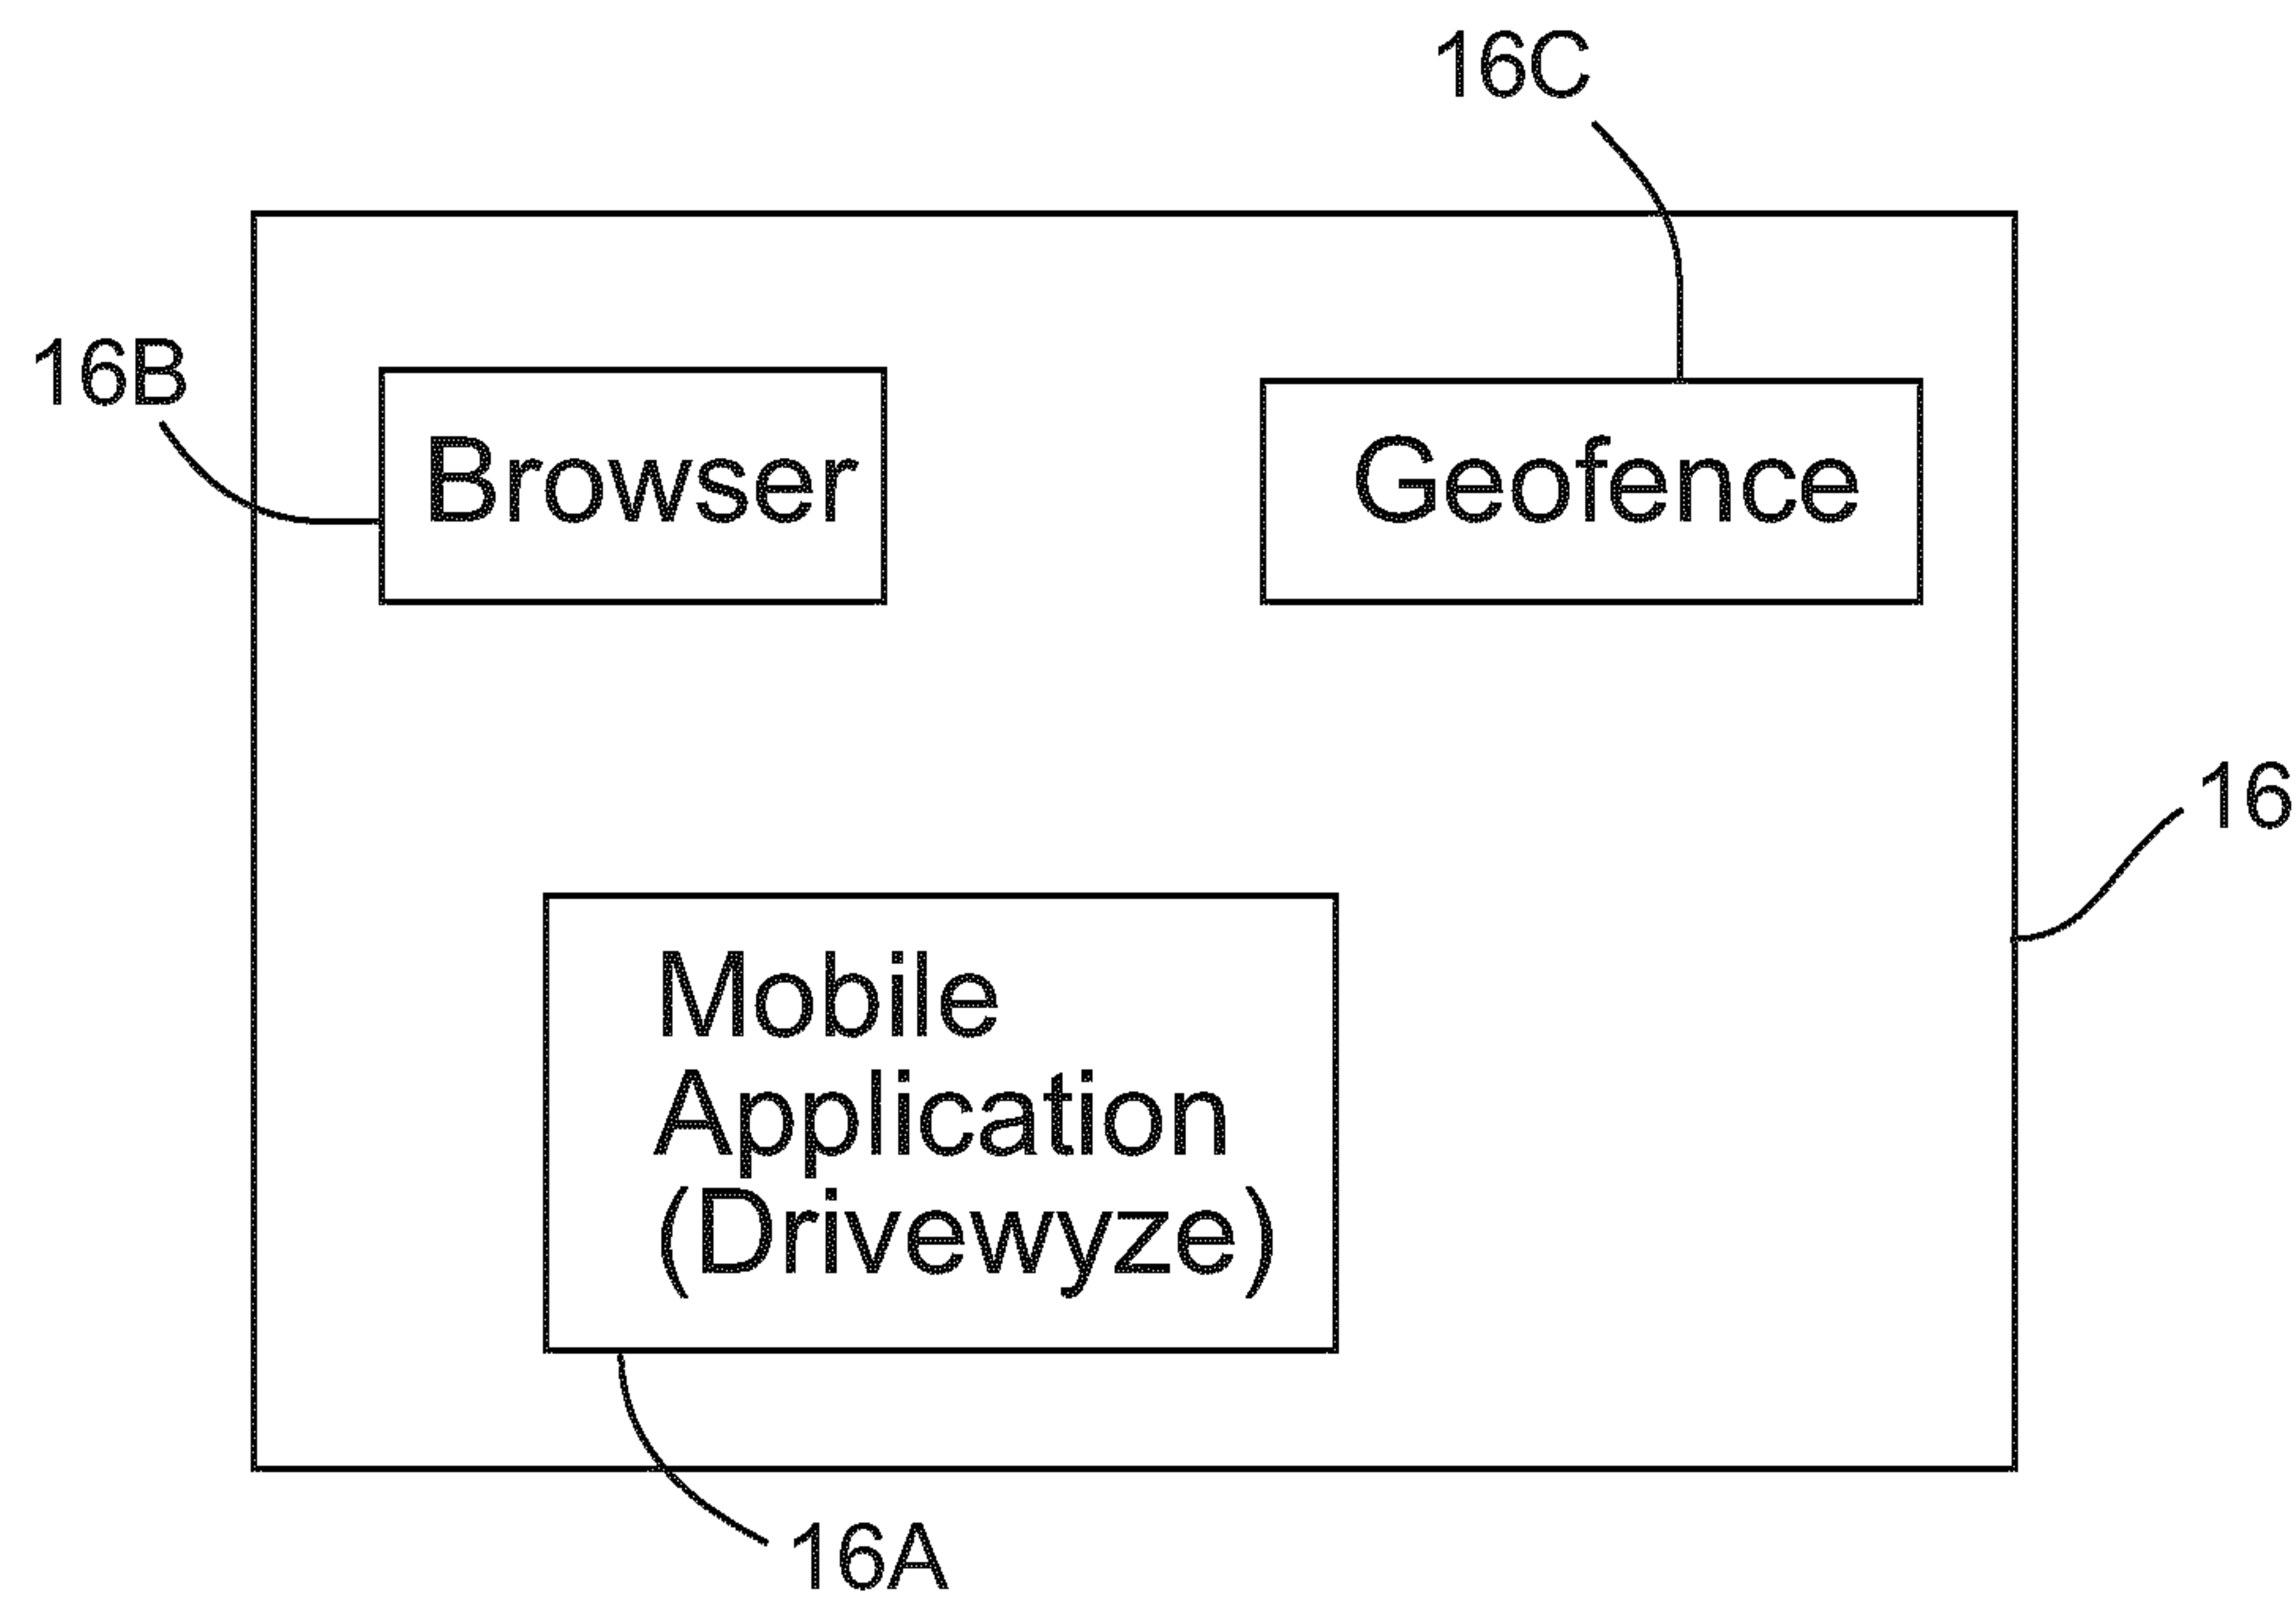 16C
16B
Browser
Geofence
16
Mobile
Application
(Drivewyze)
16A